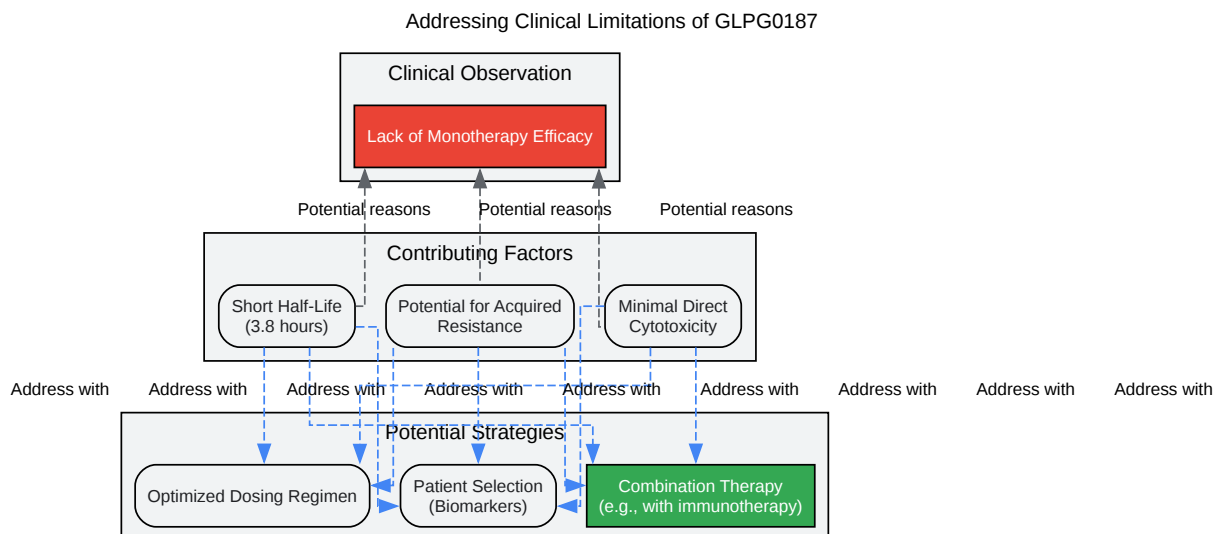 Addressing Clinical Limitations of GLPG0187
Clinical Observation
Lack of Monotherapy Efficacy
Potential reasons
Potential reasons
Potential reasons
Contributing Factors
Short Half-Life
(3.8 hours)
Potential for Acquired
Resistance
Minimal Direct
Cytotoxicity
Address with
Address with
Address with
Address with
Address with
Address with
Address with
Address with
Address with
Potential Strategies
Optimized Dosing Regimen
Patient Selection
(Biomarkers)
Combination Therapy
(e.g., with immunotherapy)